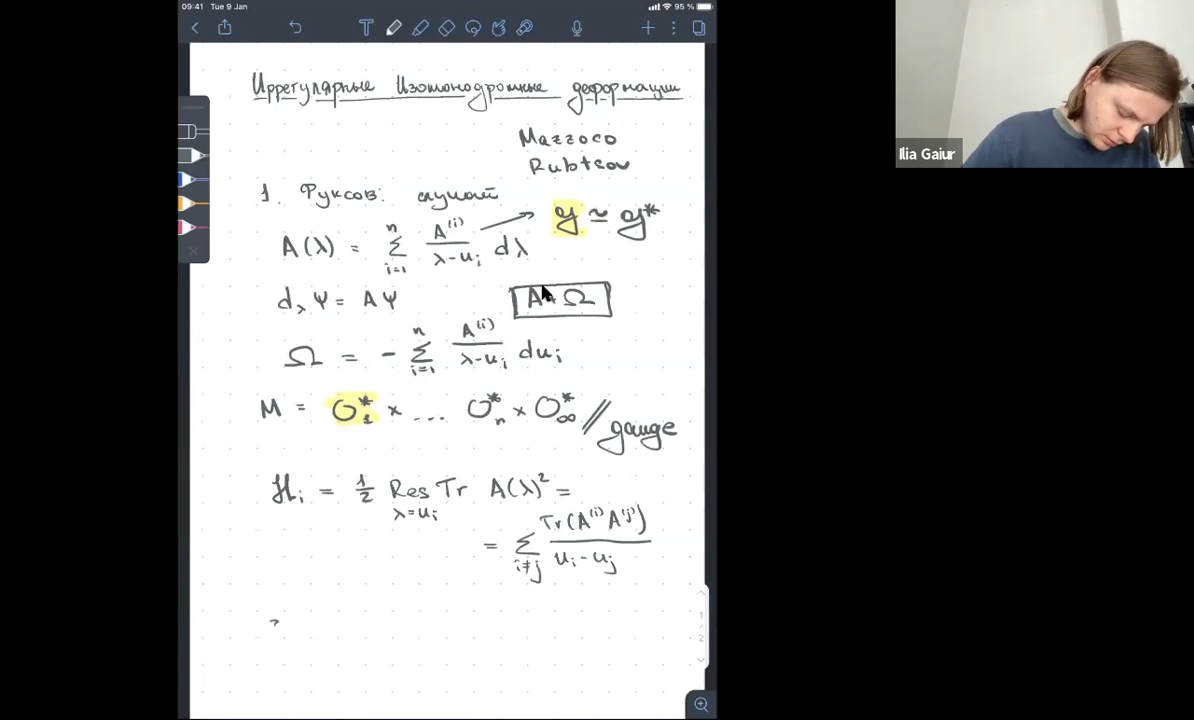 09:41 Tue 9 Jan 95 %
Иррегулярные Изомонодромные деформации
Mazzoco
Rubtsov
1. Фуксов. случай
A(λ) = Σ_{i=1}^{n} A^{(i)} / (λ - u_i) dλ → 𝔤 ≃ 𝔤*
d_λ Ψ = A Ψ
A + Ω
Ω = - Σ_{i=1}^{n} A^{(i)} / (λ - u_i) du_i
M = O*_1 × ... O*_n × O*_∞ // gauge
H_i = 1/2 Res_{λ=u_i} Tr A(λ)^2 =
= Σ_{i≠j} Tr(A^{(i)} A^{(j)}) / (u_i - u_j)
1
2
Ilia Gaiur